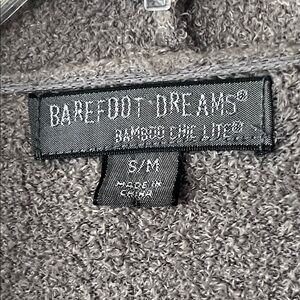 BAREFOOT DREAMS®
BAMBOO CHIC LITE®
S/M
MADE IN
CHINA